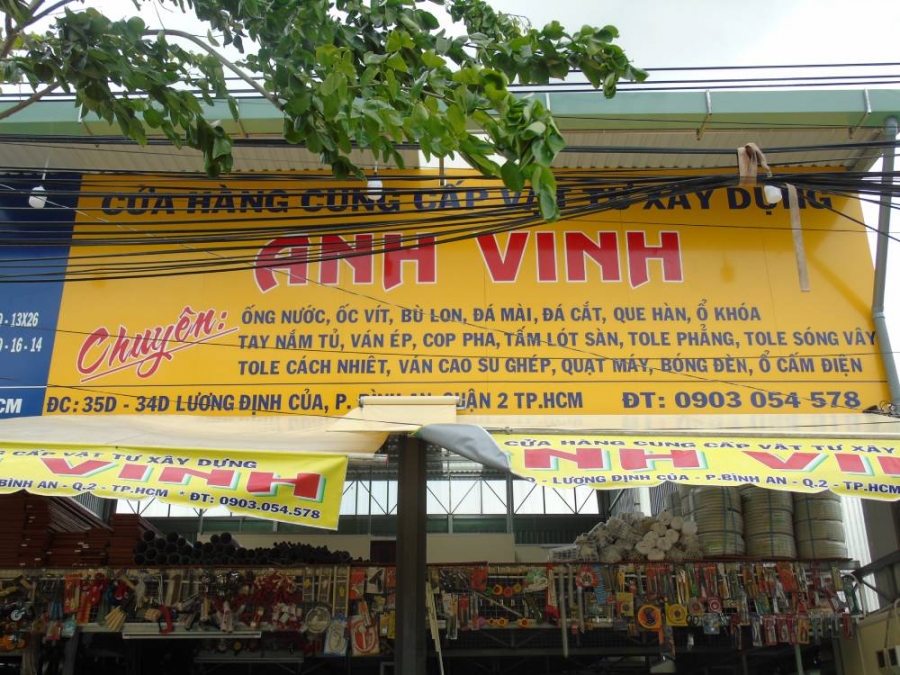 CỬA HÀNG CUNG CẤP VẬT TƯ XÂY DỰNG
ANH VINH
Chuyên:
ỐNG NƯỚC, ỐC VÍT, BÙ LON, ĐÁ MÀI, ĐÁ CẮT, QUE HÀN, Ổ KHÓA
TAY NẮM TỦ, VÁN ÉP, COP PHA, TẤM LÓT SÀN, TOLE PHẲNG, TOLE SÓNG VÂY
TOLE CÁCH NHIÊT, VÁN CAO SU GHÉP, QUẠT MÁY, BÓNG ĐÈN, Ổ CẤM ĐIỆN
ĐC: 35D - 34D LƯƠNG ĐỊNH CỦA, P. BÌNH AN QUẬN 2 TP.HCM ĐT: 0903 054 578
- 13X26
- 16 - 14
CM
VẬT TƯ XÂY DỰNG
VINH
BÌNH AN - Q.2 - TP.HCM * ĐT: 0903.054.578
CỬA HÀNG CUNG CẤP VẬT TƯ XÂY
ANH VI
, LƯƠNG ĐỊNH CỦA - P.BÌNH AN - Q.2 - TP.HCM